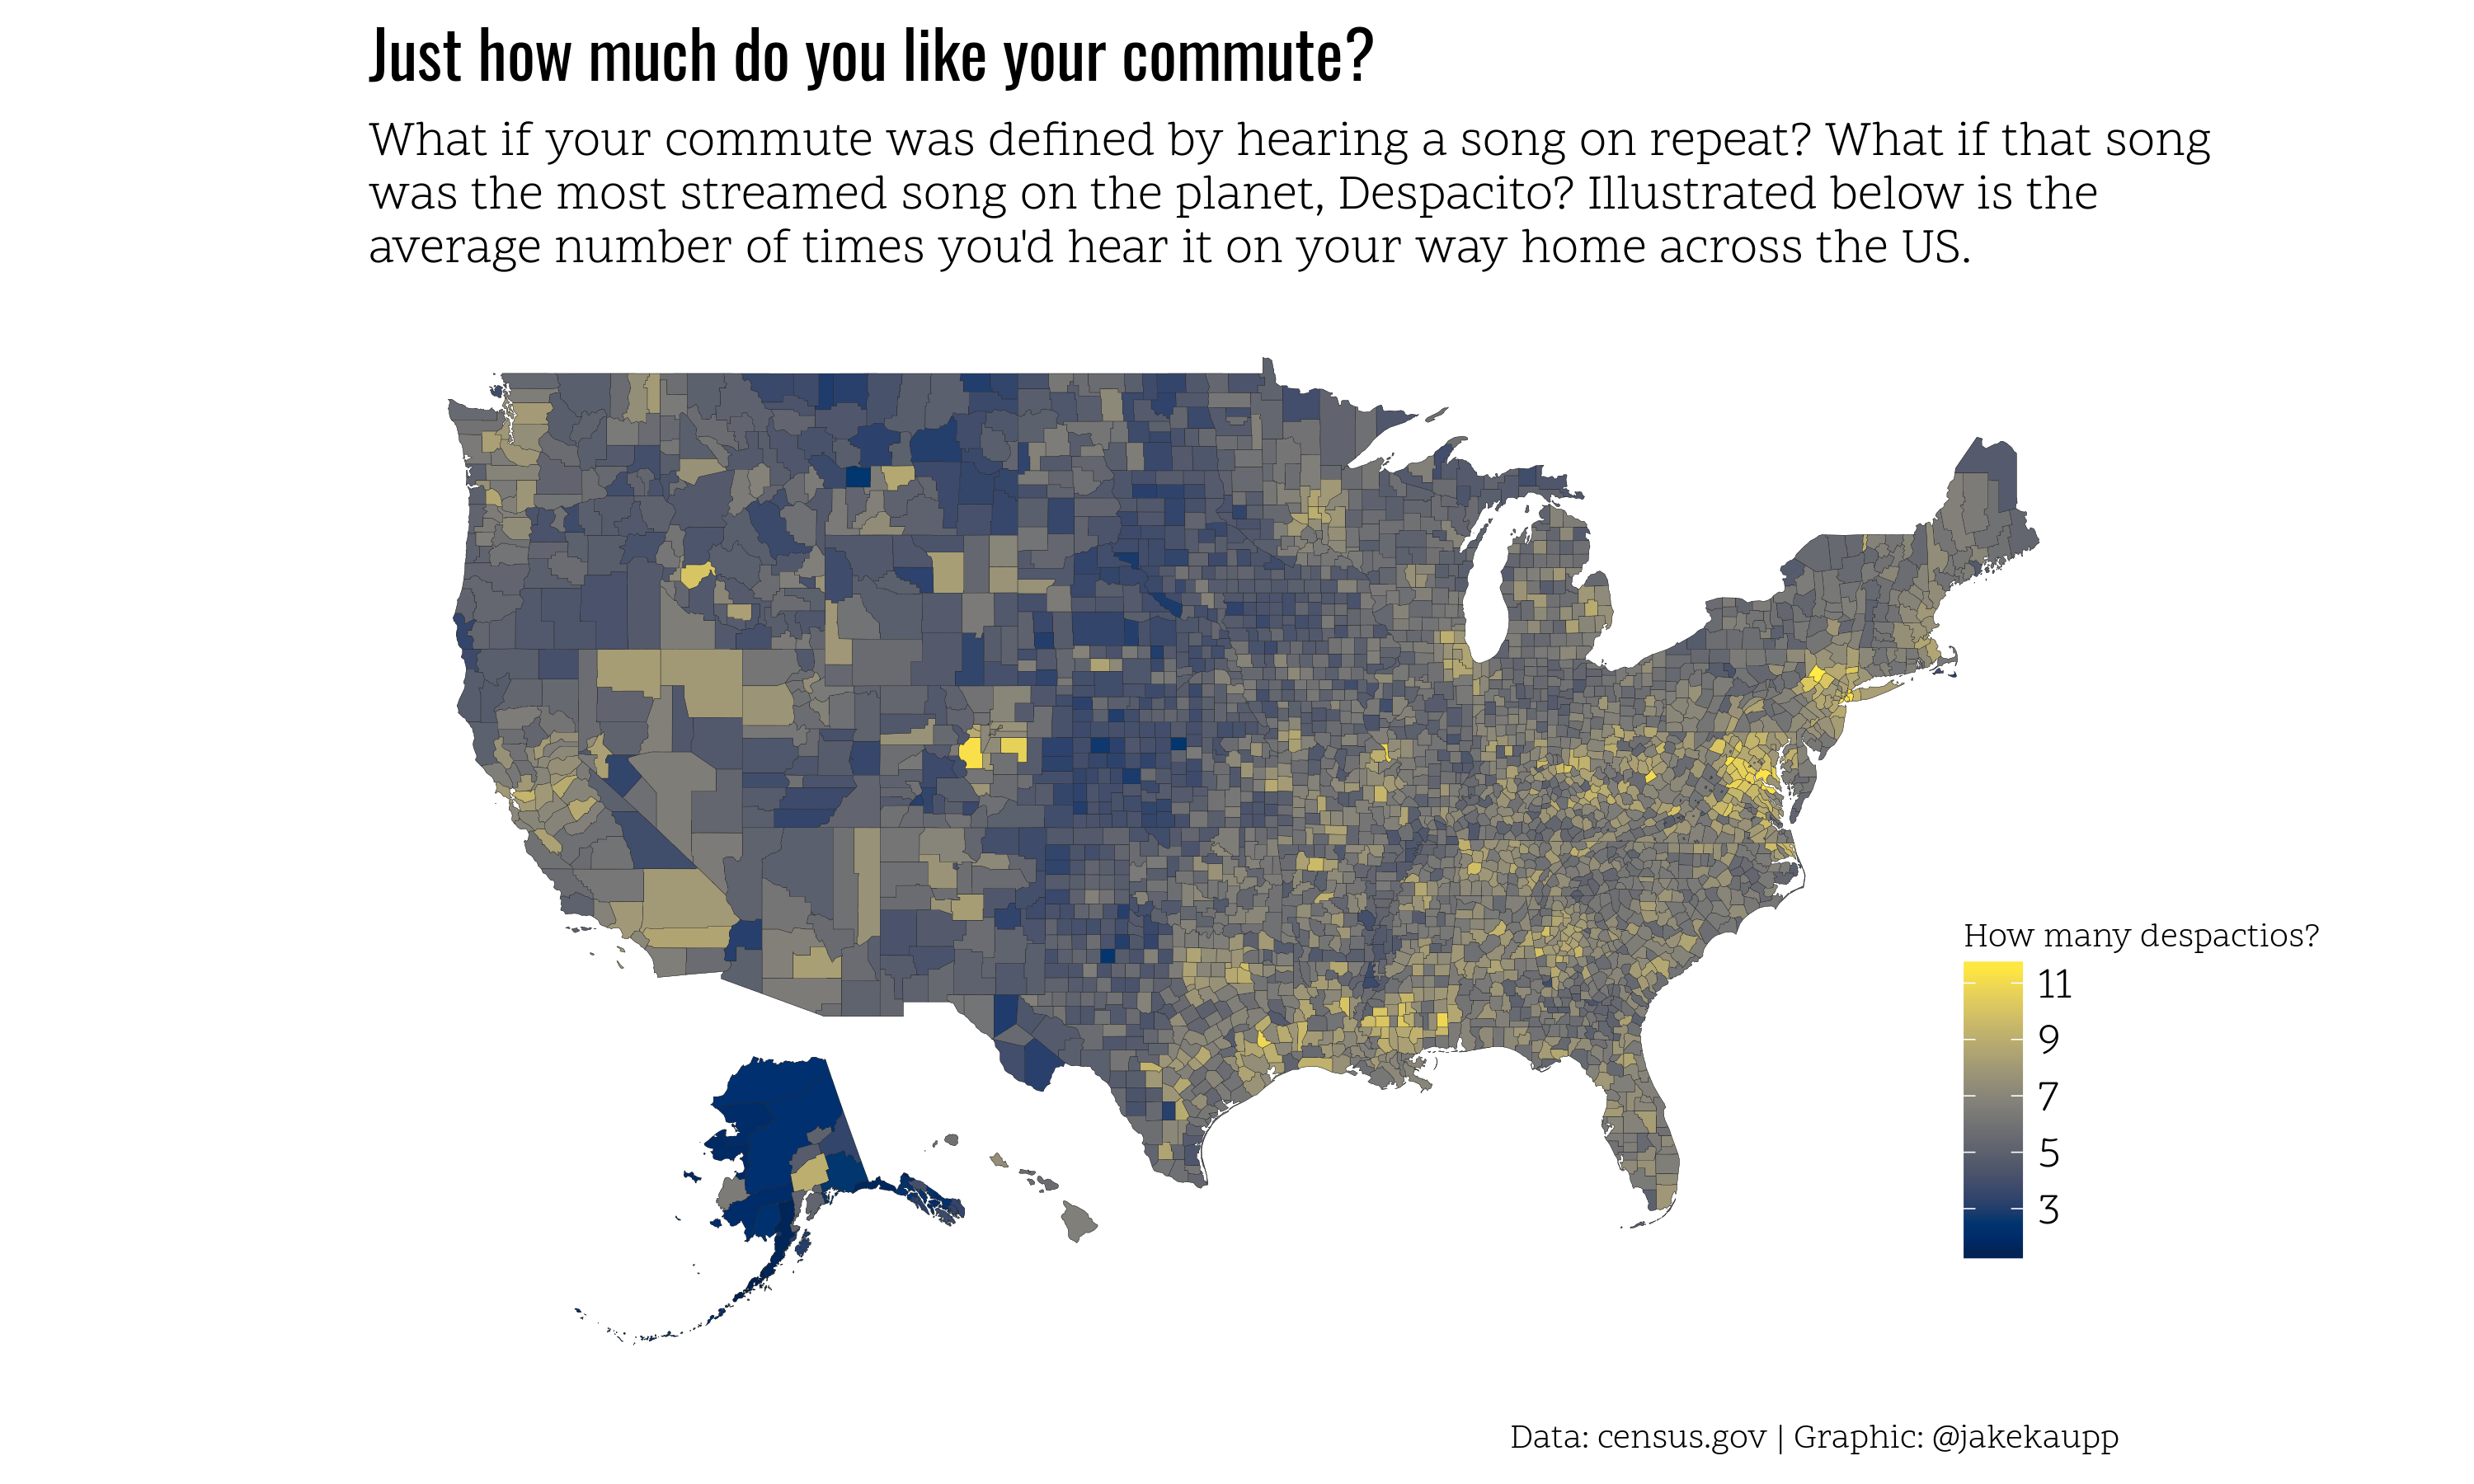 Just how much do you like your commute?
What if your commute was defined by hearing a song on repeat? What if that song
was the most streamed song on the planet, Despacito? Illustrated below is the
average number of times you'd hear it on your way home across the US.
How many despactios?
11
9
7
5
3
Data: census.gov | Graphic: @jakekaupp